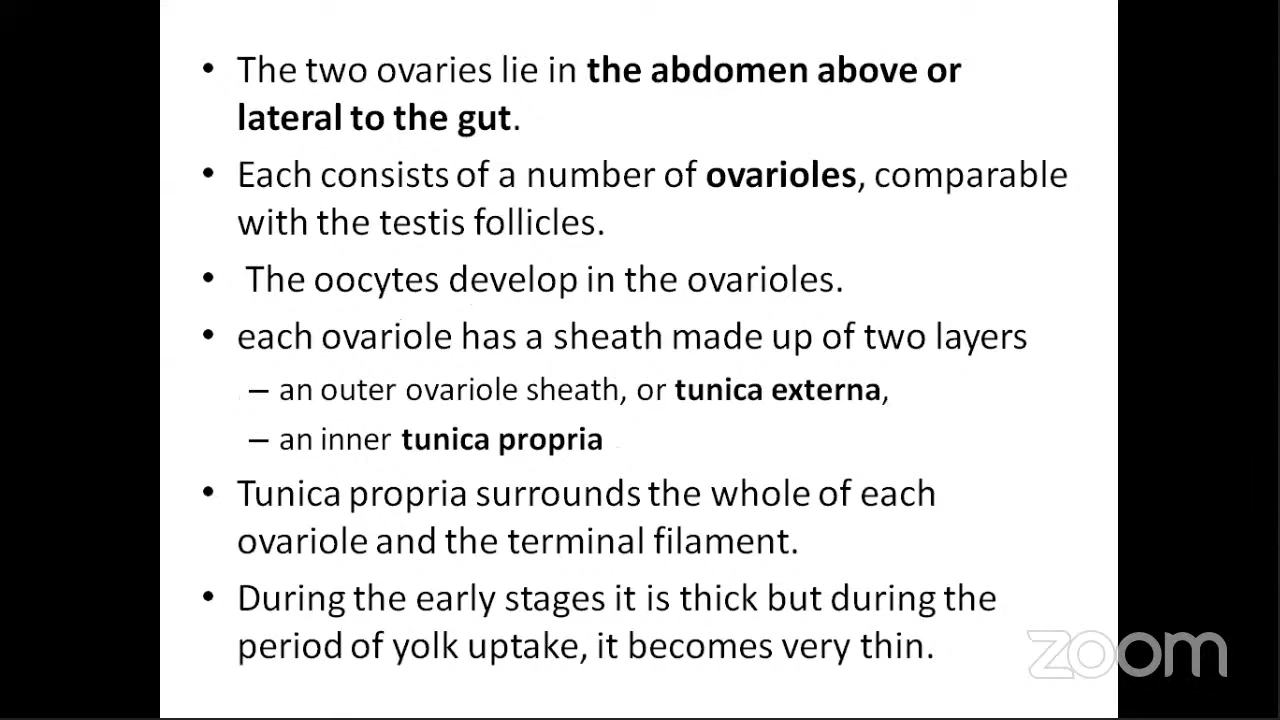 • The two ovaries lie in the abdomen above or
lateral to the gut.
• Each consists of a number of ovarioles, comparable
with the testis follicles.
• The oocytes develop in the ovarioles.
• each ovariole has a sheath made up of two layers
– an outer ovariole sheath, or tunica externa,
– an inner tunica propria
• Tunica propria surrounds the whole of each
ovariole and the terminal filament.
• During the early stages it is thick but during the
period of yolk uptake, it becomes very thin.
zoom